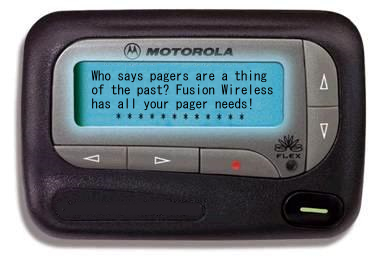 MOTOROLA
Who says pagers are a thing
of the past? Fusion Wireless
has all your pager needs!
* * * * * * * * * * * *
FLEX